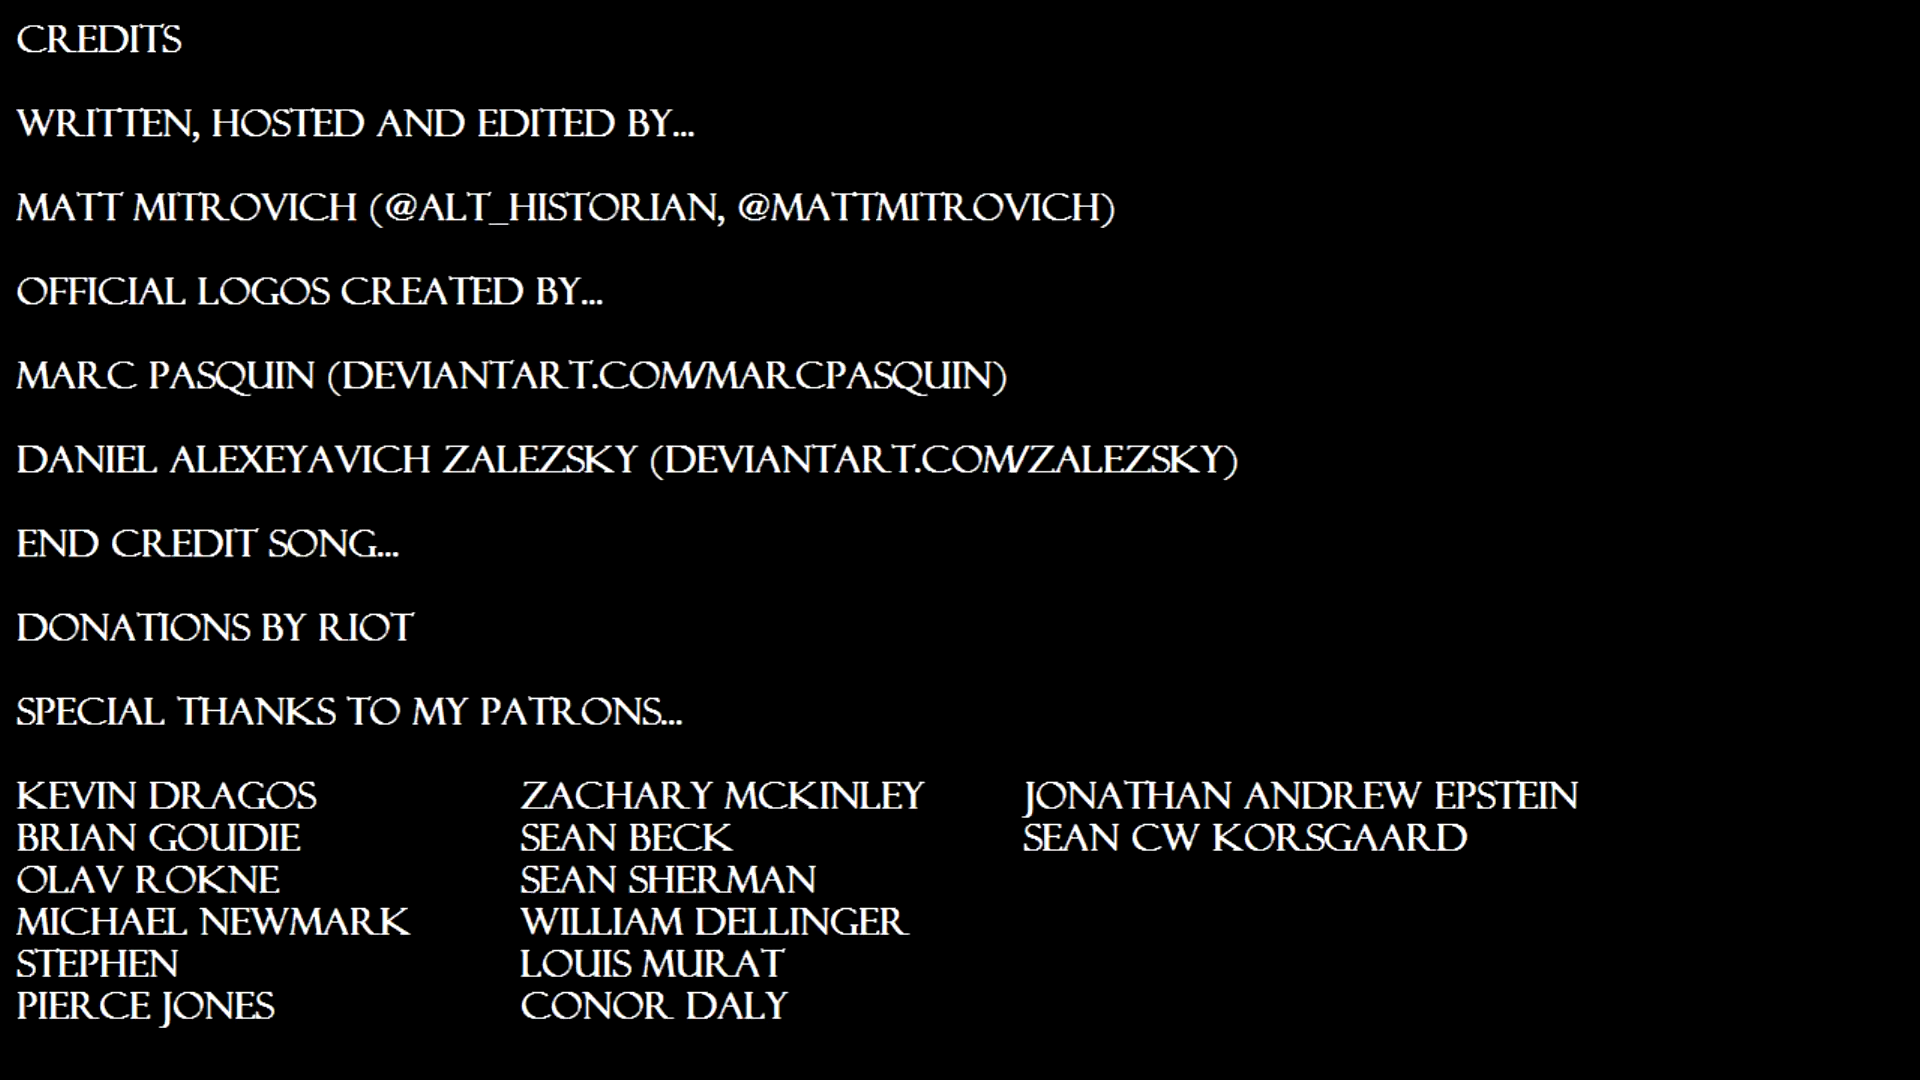 CREDITS
WRITTEN, HOSTED AND EDITED BY...
MATT MITROVICH (@ALT_HISTORIAN, @MATTMITROVICH)
OFFICIAL LOGOS CREATED BY...
MARC PASQUIN (DEVIANTART.COM/MARCPASQUIN)
DANIEL ALEXEYAVICH ZALEZSKY (DEVIANTART.COM/ZALEZSKY)
END CREDIT SONG...
DONATIONS BY RIOT
SPECIAL THANKS TO MY PATRONS...
KEVIN DRAGOS
BRIAN GOUDIE
OLAV ROKNE
MICHAEL NEWMARK
STEPHEN
PIERCE JONES
ZACHARY MCKINLEY
SEAN BECK
SEAN SHERMAN
WILLIAM DELLINGER
LOUIS MURAT
CONOR DALY
JONATHAN ANDREW EPSTEIN
SEAN CW KORSGAARD